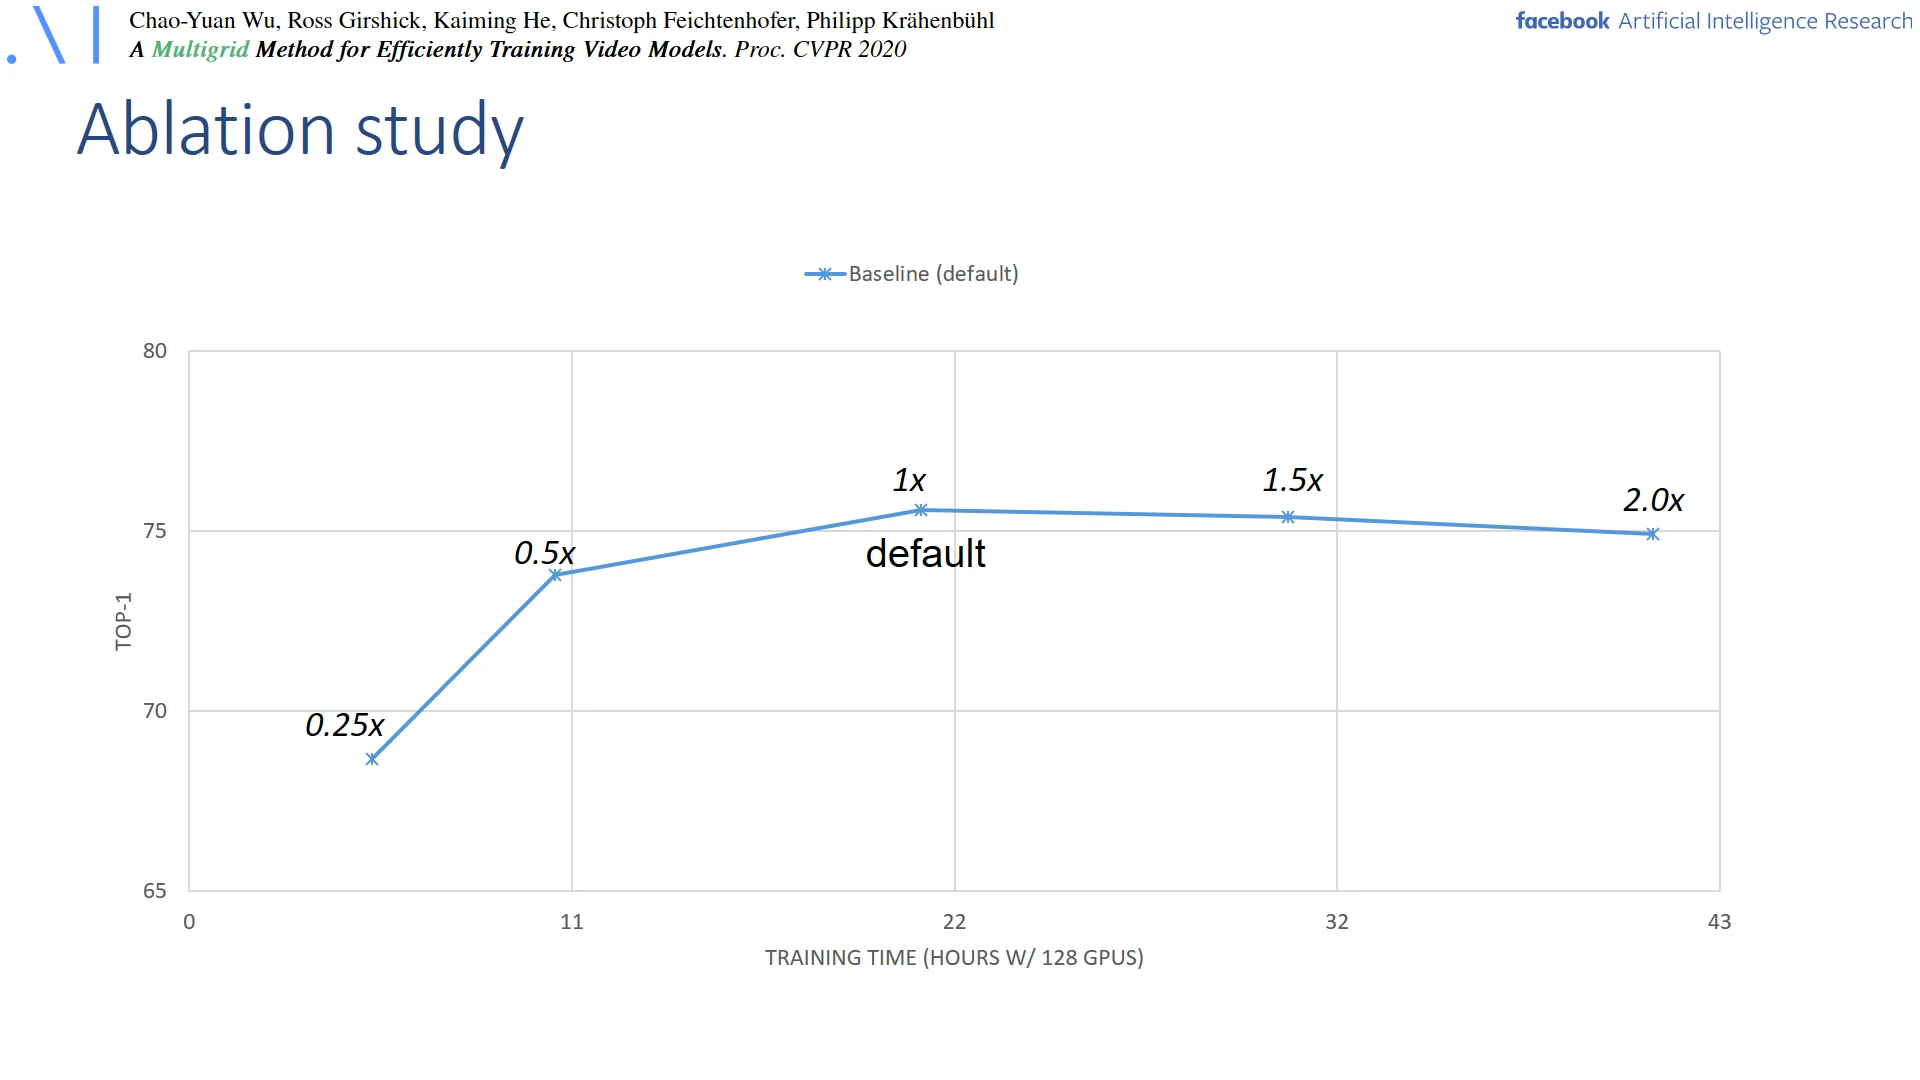 Chao-Yuan Wu, Ross Girshick, Kaiming He, Christoph Feichtenhofer, Philipp Krähenbühl
A Multigrid Method for Efficiently Training Video Models. Proc. CVPR 2020
facebook Artificial Intelligence Research
Ablation study
Baseline (default)
80
75
70
65
TOP-1
0.25x
0.5x
1x
default
1.5x
2.0x
0 11 22 32 43
TRAINING TIME (HOURS W/ 128 GPUS)